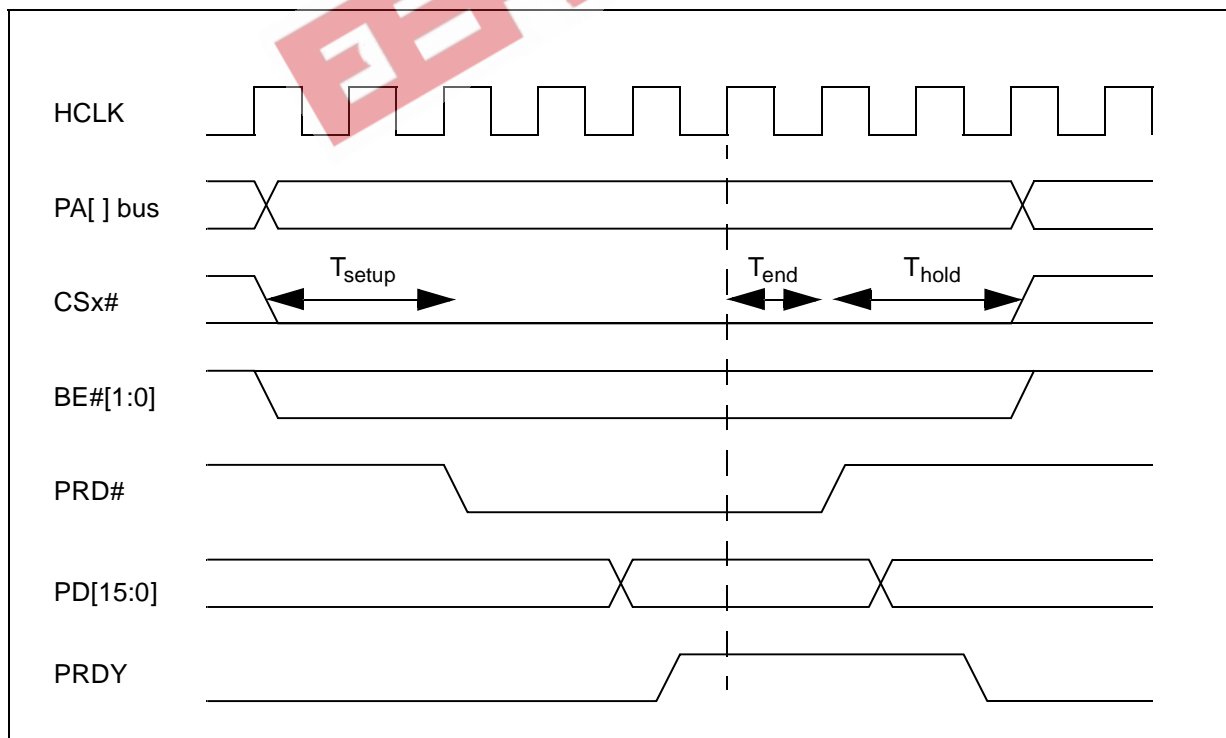 HCLK
PA[ ] bus
T_setup
T_end
T_hold
CSx#
BE#[1:0]
PRD#
PD[15:0]
PRDY